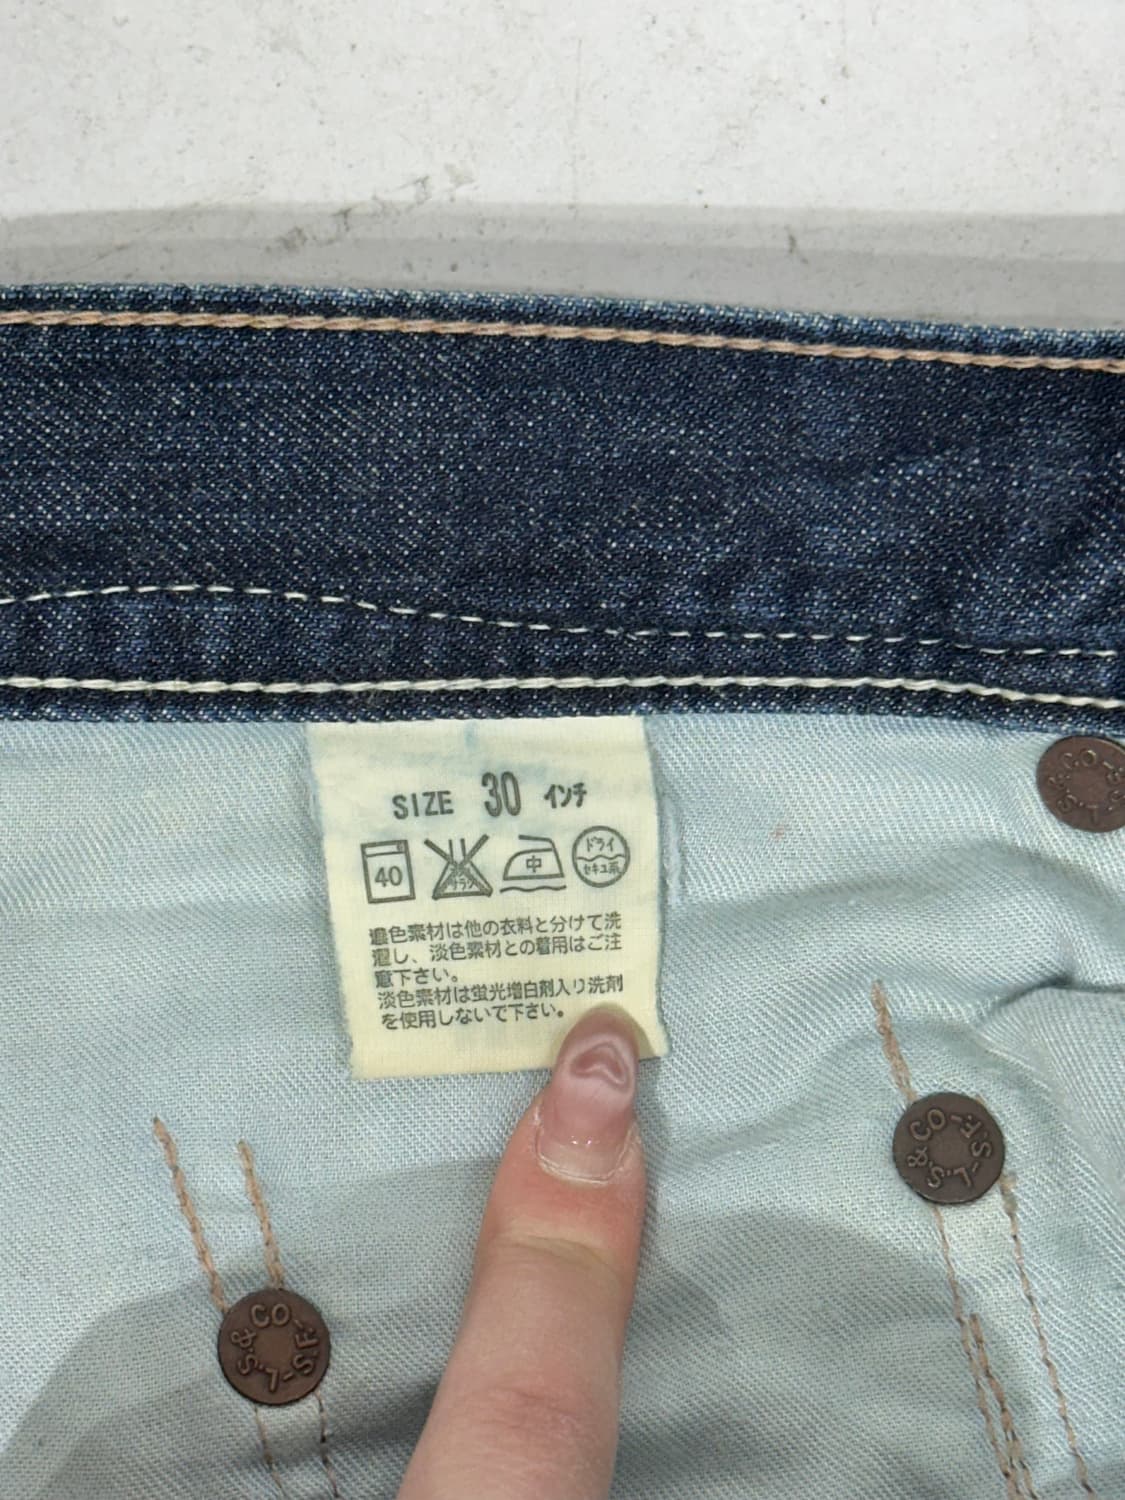 SIZE 30 インチ
40 サラシ 中 ドライ
セキユ系
濃色素材は他の衣料と分けて洗
濯し、淡色素材との着用はご注
意下さい。
淡色素材は蛍光増白剤入り洗剤
を使用しないで下さい。
L.S.&CO-S.F.-
L.S.&CO-S.F.-
L.S.&CO-S.F.-